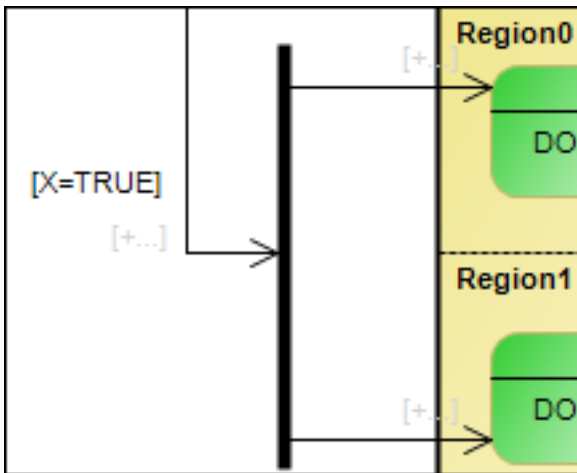 Region0
[+...]
DO
[X=TRUE]
[+...]
Region1
[+...]
DO